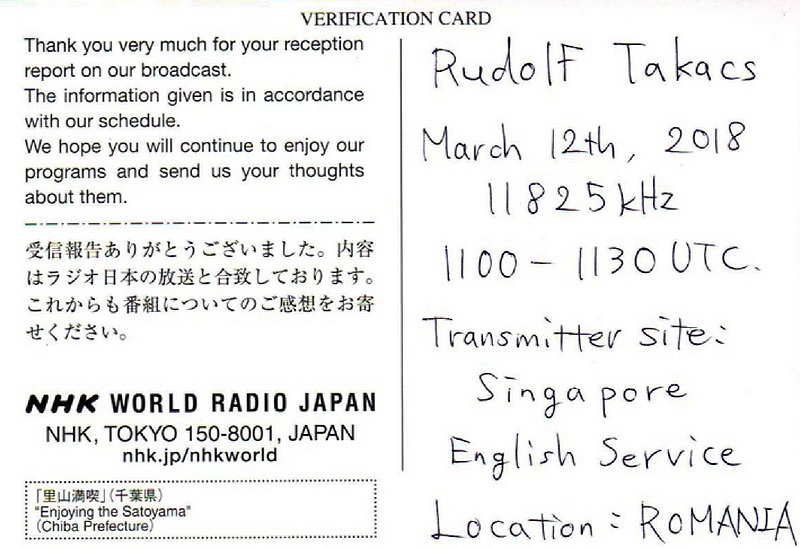 VERIFICATION CARD
Thank you very much for your reception
report on our broadcast.
The information given is in accordance
with our schedule.
We hope you will continue to enjoy our
programs and send us your thoughts
about them.
受信報告ありがとうございました。内容
はラジオ日本の放送と合致しております。
これからも番組についてのご感想をお寄
せください。
NHK WORLD RADIO JAPAN
NHK, TOKYO 150-8001, JAPAN
nhk.jp/nhkworld
「里山満喫」（千葉県）
“Enjoying the Satoyama”
（Chiba Prefecture）
Rudolf Takacs
March 12th, 2018
11825 kHz
1100 – 1130 UTC.
Transmitter site:
Singapore
English Service
Location : ROMANIA